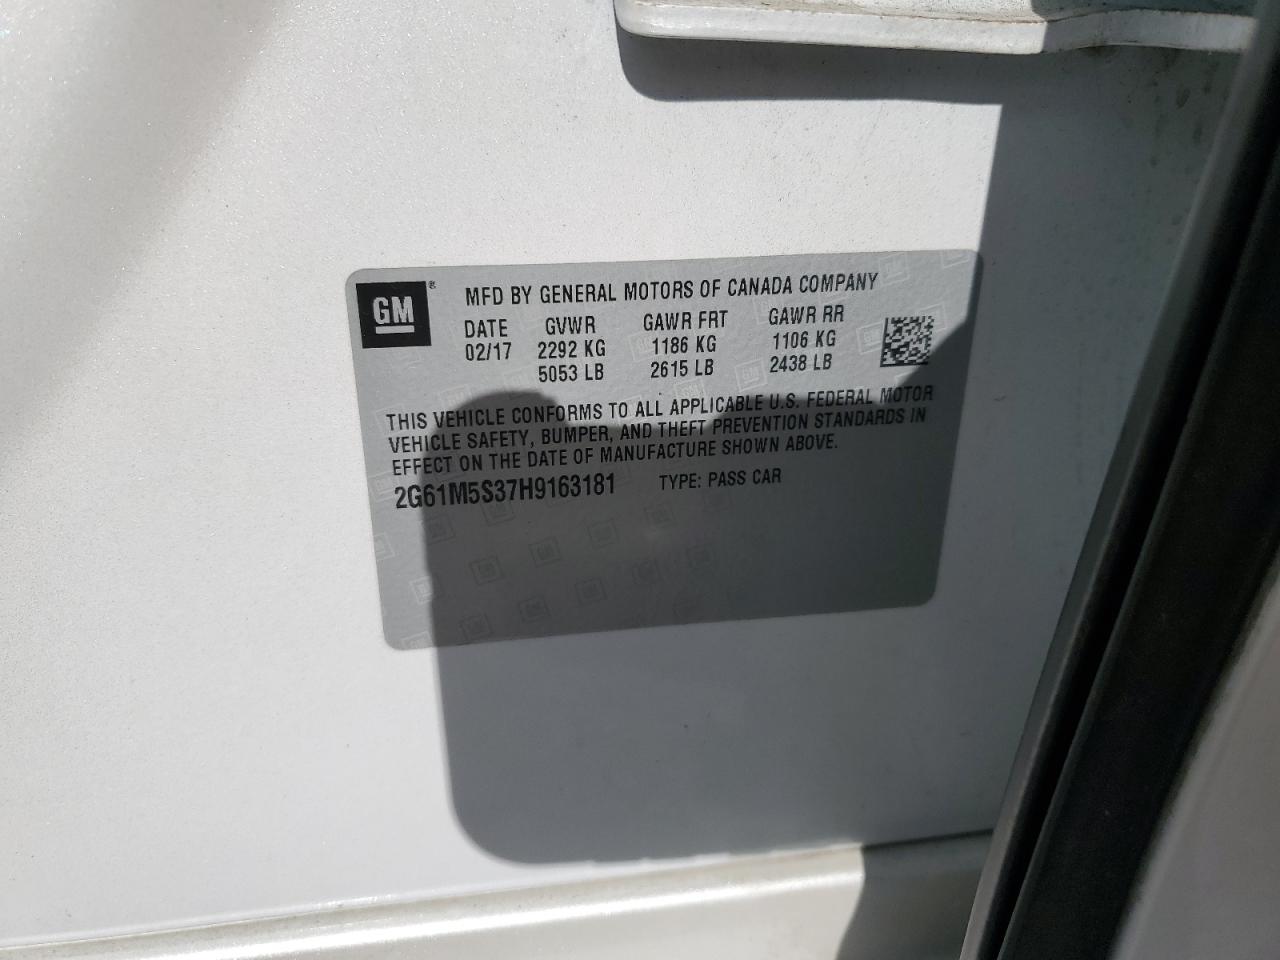 GM®
MFD BY GENERAL MOTORS OF CANADA COMPANY
DATE GVWR GAWR FRT GAWR RR
02/17 2292 KG 1186 KG 1106 KG
5053 LB 2615 LB 2438 LB
THIS VEHICLE CONFORMS TO ALL APPLICABLE U.S. FEDERAL MOTOR
VEHICLE SAFETY, BUMPER, AND THEFT PREVENTION STANDARDS IN
EFFECT ON THE DATE OF MANUFACTURE SHOWN ABOVE.
2G61M5S37H9163181 TYPE: PASS CAR